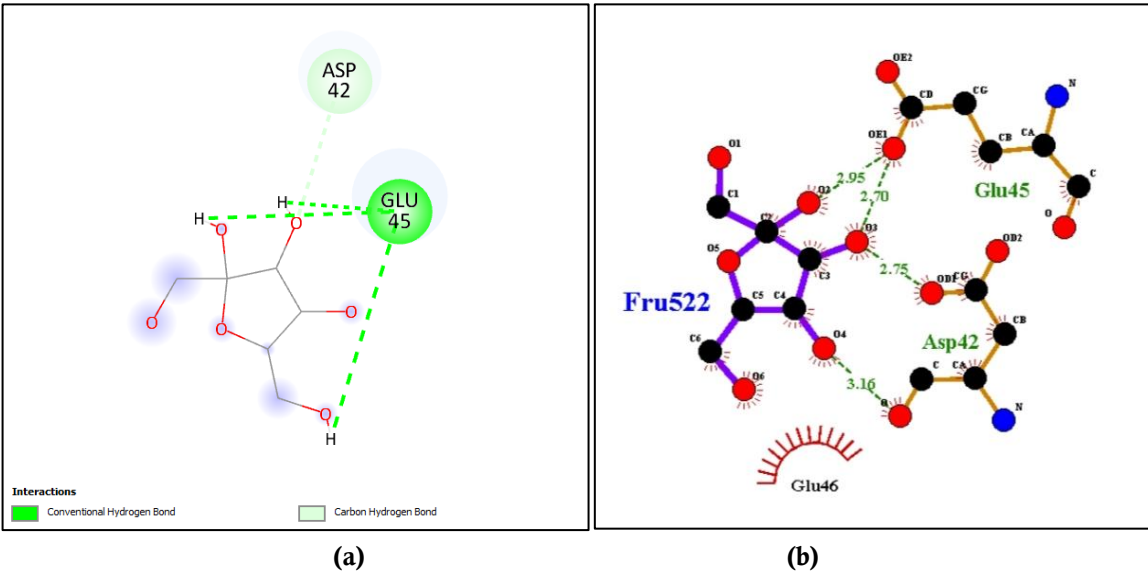 ASP
42
H
H
O
O
GLU
45
O
O
O
O
H
Interactions
Conventional Hydrogen Bond
Carbon Hydrogen Bond
(a)
OE2
CD
CG
N
OE1
CB
CA
C
O
Glu45
O1
C1
2.95
O2
C2
2.70
O3
O5
C3
2.75
OD2
OD1
CG
Fru522
C5
C4
CB
Asp42
C6
O4
O6
3.16
C
CA
O
N
Glu46
(b)